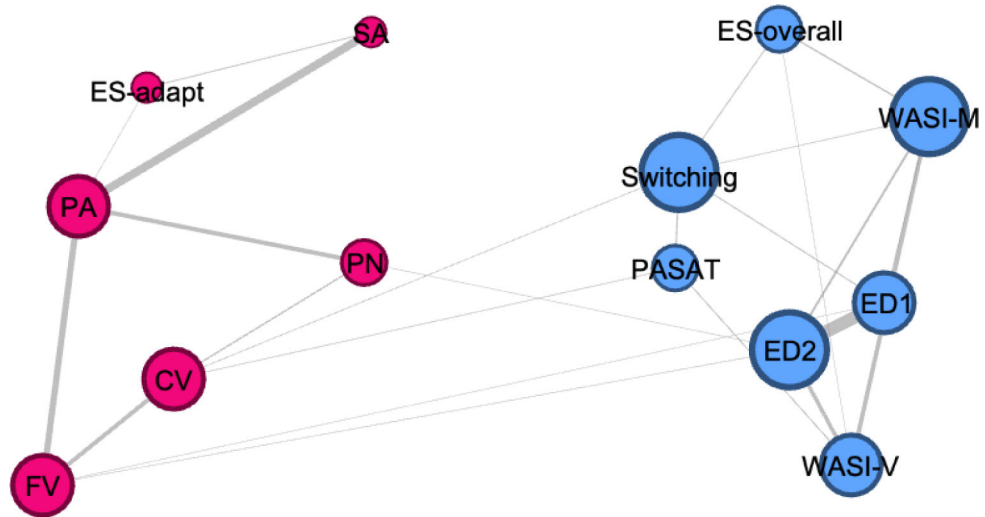 SA
ES-overall
ES-adapt
WASI-M
Switching
PA
PN
PASAT
ED1
ED2
CV
WASI-V
FV